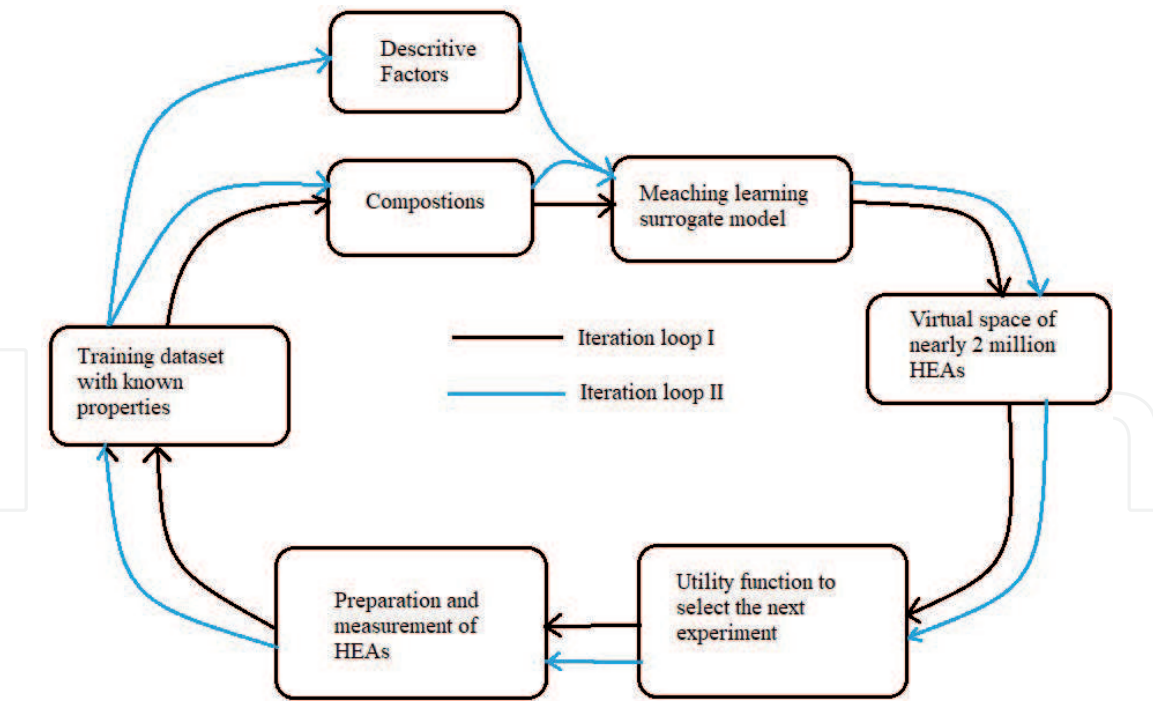 Descritive
Factors
Compostions
Meaching learning
surrogate model
Virtual space of
nearly 2 million
HEAs
Training dataset
with known
properties
Iteration loop I
Iteration loop II
Utility function to
select the next
experiment
Preparation and
measurement of
HEAs